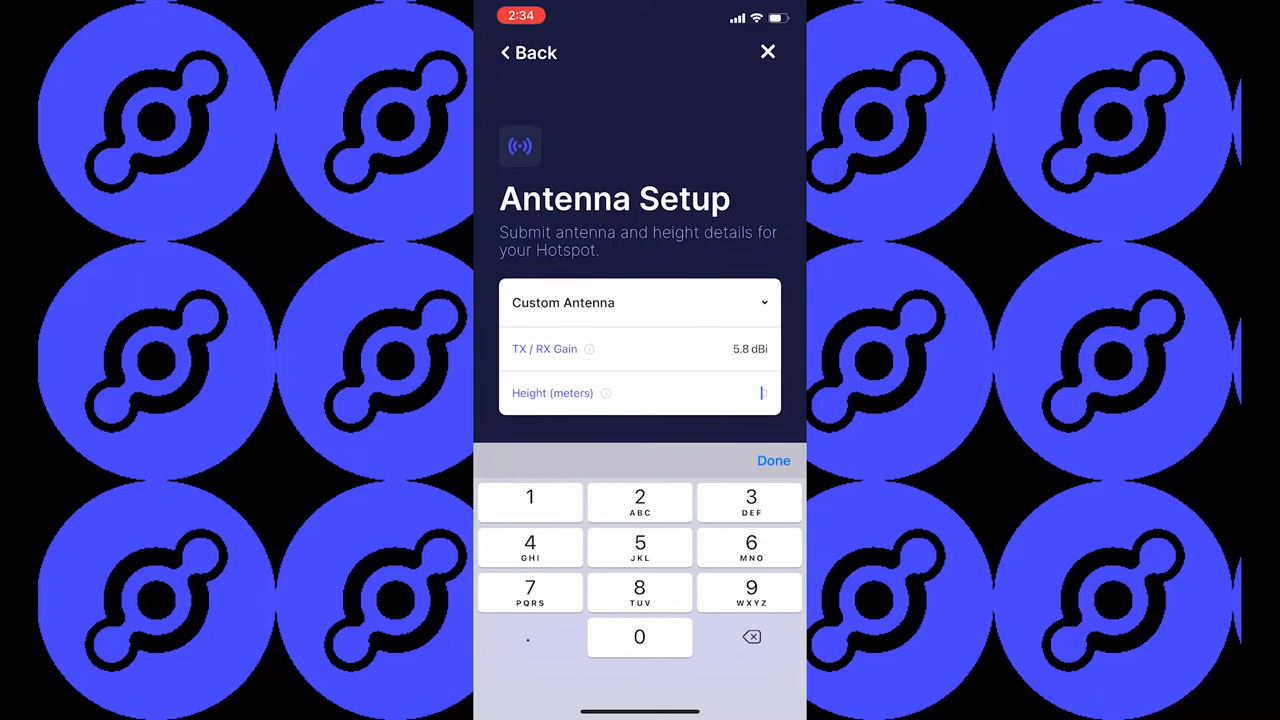 2:34
Back
Antenna Setup
Submit antenna and height details for
your Hotspot.
Custom Antenna
TX / RX Gain 5.8 dBi
Height (meters)
Done
1 2 3
ABC DEF
4 5 6
GHI JKL MNO
7 8 9
PQRS TUV WXYZ
. 0